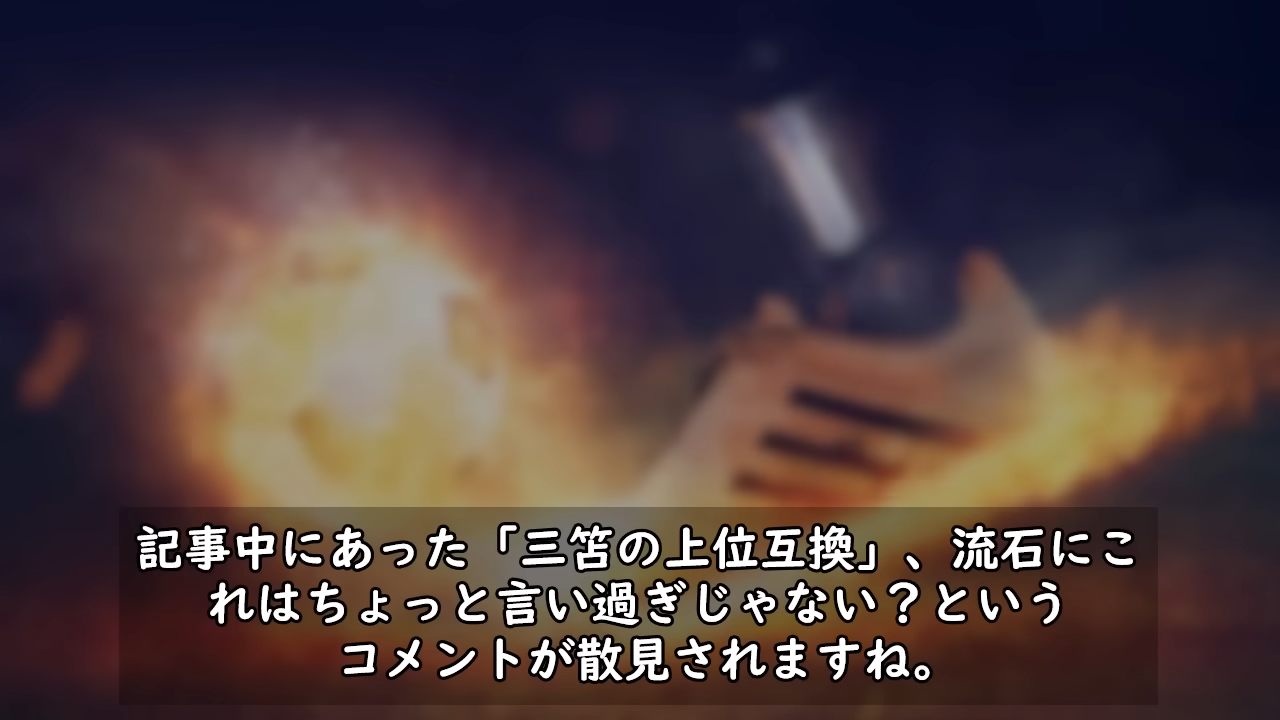 記事中にあった「三笘の上位互換」、流石にこ
れはちょっと言い過ぎじゃない？という
コメントが散見されますね。